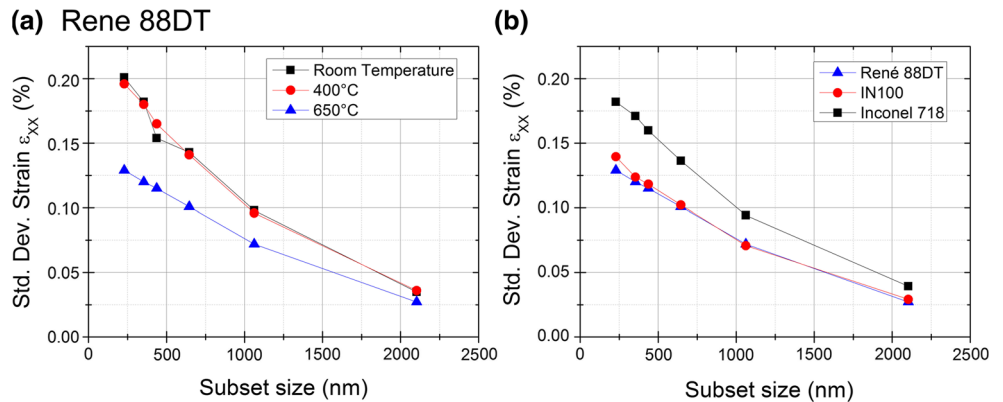 (a) Rene 88DT
Std. Dev. Strain εxx (%)
0.20
0.15
0.10
0.05
0.00
Room Temperature
400°C
650°C
0 500 1000 1500 2000 2500
Subset size (nm)
(b)
Std. Dev. Strain εxx (%)
0.20
0.15
0.10
0.05
0.00
René 88DT
IN100
Inconel 718
0 500 1000 1500 2000 2500
Subset size (nm)